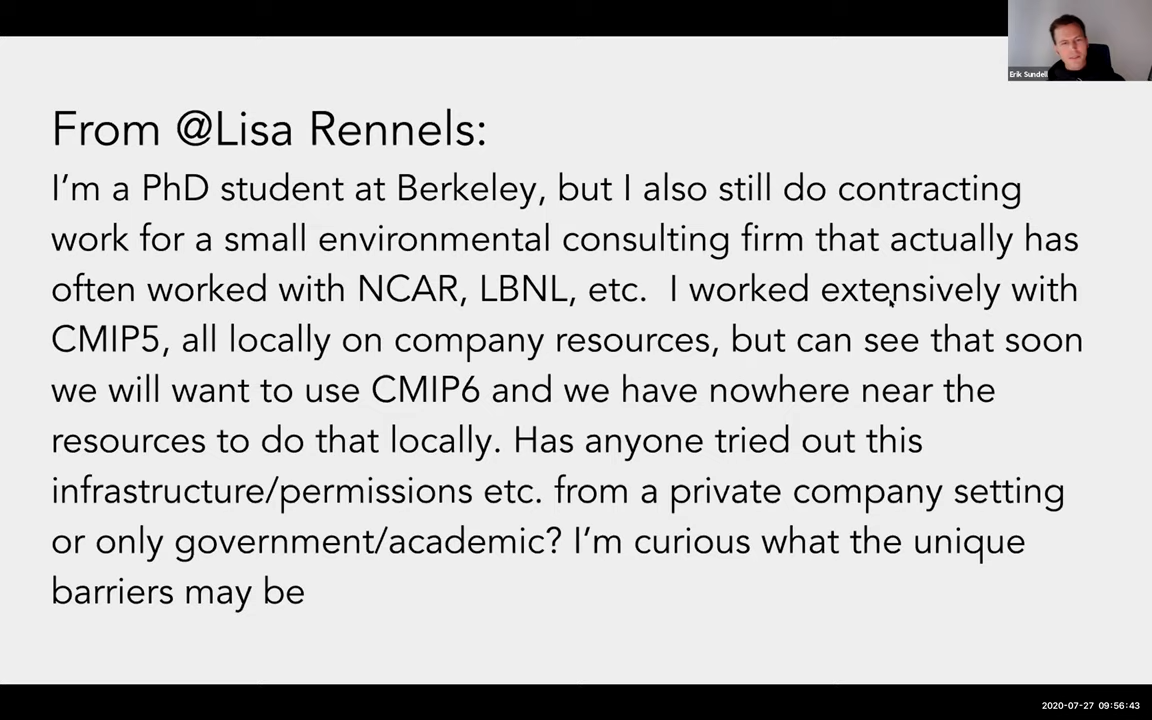 Erik Sundell
From @Lisa Rennels:
I’m a PhD student at Berkeley, but I also still do contracting
work for a small environmental consulting firm that actually has
often worked with NCAR, LBNL, etc.  I worked extensively with
CMIP5, all locally on company resources, but can see that soon
we will want to use CMIP6 and we have nowhere near the
resources to do that locally. Has anyone tried out this
infrastructure/permissions etc. from a private company setting
or only government/academic? I’m curious what the unique
barriers may be
2020-07-27 09:56:43